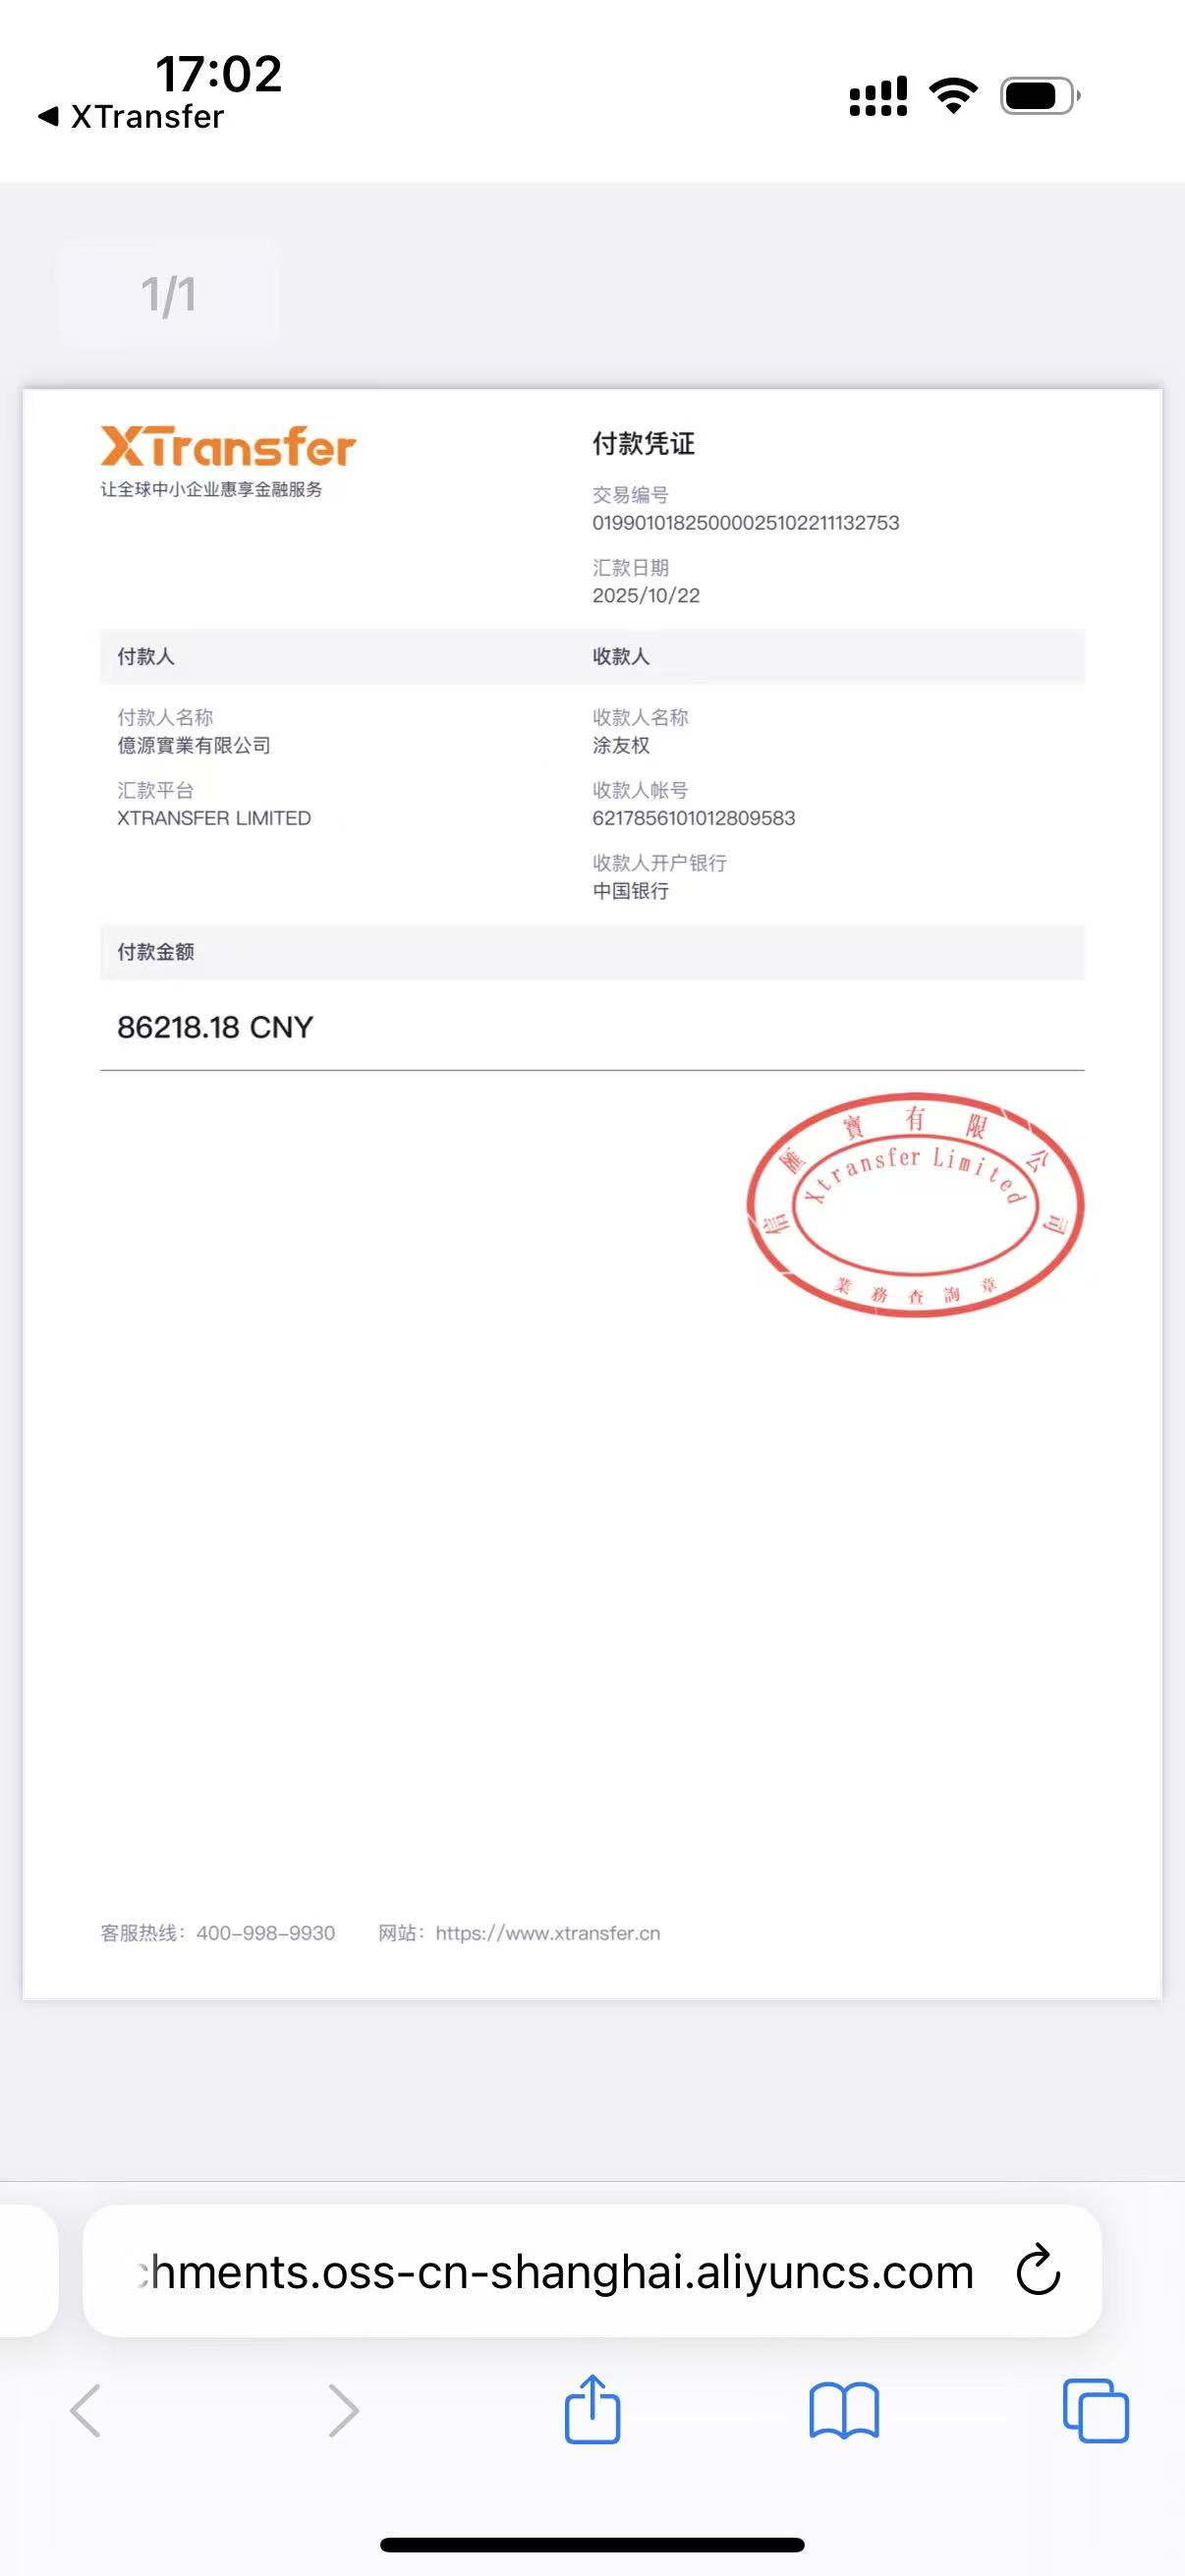 17:02
◀ XTransfer
1/1
XTransfer
让全球中小企业惠享金融服务
付款凭证
交易编号
01990101825000025102211132753
汇款日期
2025/10/22
付款人
收款人
付款人名称
億源實業有限公司
汇款平台
XTRANSFER LIMITED
收款人名称
涂友权
收款人帐号
6217856101012809583
收款人开户银行
中国银行
付款金额
86218.18 CNY
信匯寶有限公司
Xtransfer Limited
業務查詢章
客服热线：400-998-9930 网站：https://www.xtransfer.cn
chments.oss-cn-shanghai.aliyuncs.com